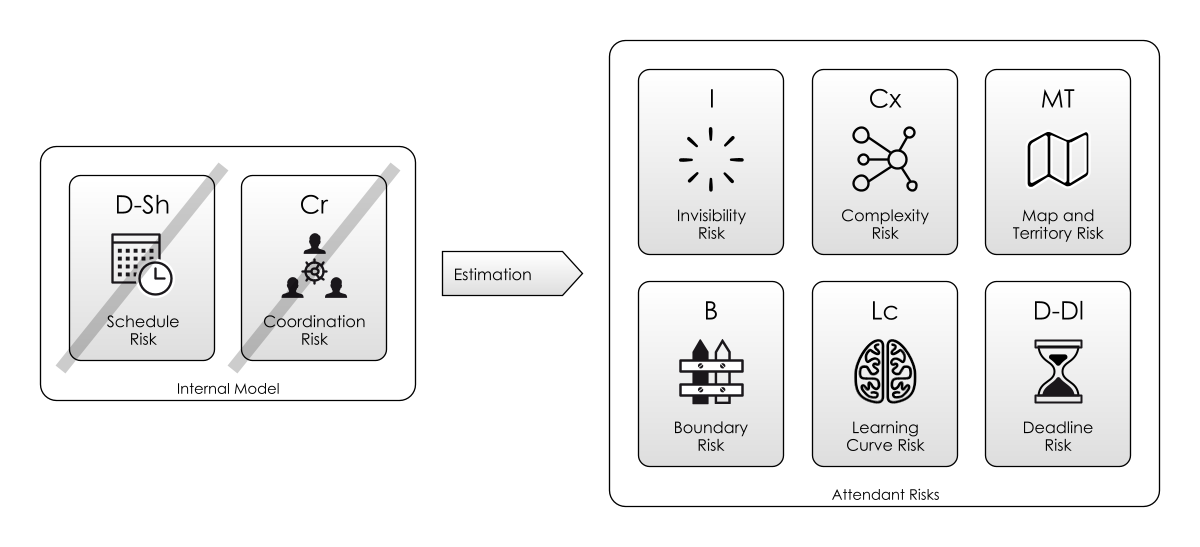 D-Sh
Schedule
Risk
Cr
Coordination
Risk
Internal Model
Estimation
I
Invisibility
Risk
Cx
Complexity
Risk
MT
Map and
Territory Risk
B
Boundary
Risk
Lc
Learning
Curve Risk
D-Dl
Deadline
Risk
Attendant Risks